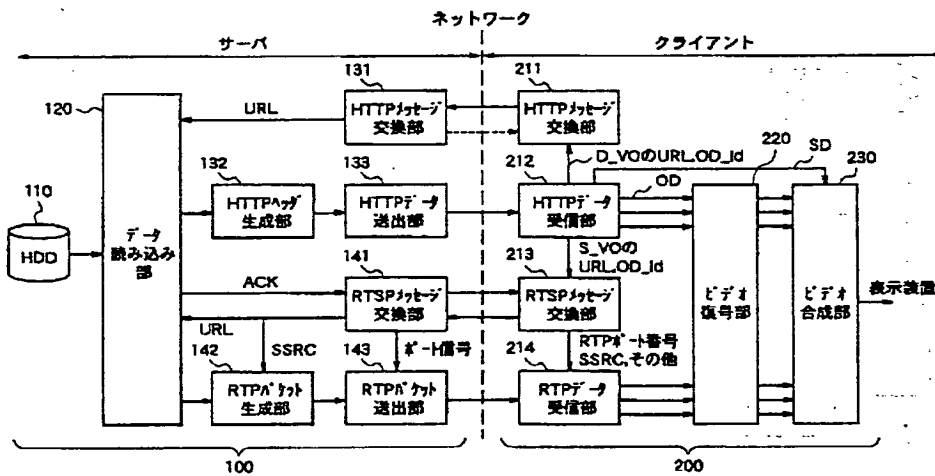 ネットワーク
サーバ
クライアント
131
211
120
URL
HTTPメッセージ
交換部
HTTPメッセージ
交換部
220
SD
132
133
212
D_VOのURL,OD_id
230
OD
110
HTTPヘッダ
生成部
HTTPデータ
送出部
HTTPデータ
受信部
HDD
データ
読み込み
部
141
S_VOの
213
URL,OD_id
ACK
RTSPメッセージ
交換部
RTSPメッセージ
交換部
ビデオ
復号部
ビデオ
合成部
表示装置
URL
142
SSRC
143
ポート信号
214
RTPポート番号
SSRC,その他
RTPパケット
生成部
RTPパケット
送出部
RTPデータ
受信部
100
200